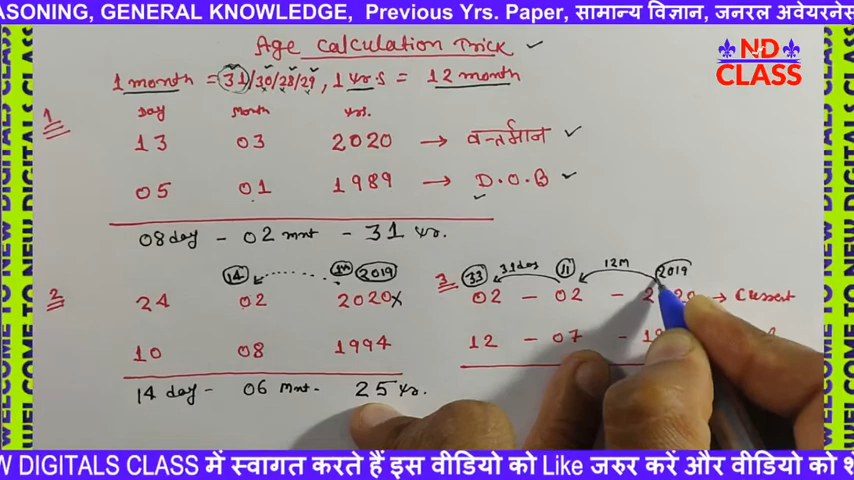 ASONING, GENERAL KNOWLEDGE, Previous Yrs. Paper, सामान्य विज्ञान, जनरल अवेयरनेस
Age Calculation Trick
ND
CLASS
1 month = 31/30/28/29, 1 yrs = 12 month
Day Month yrs.
1
13 03 2020 → वर्तमान
05 01 1989 → D.O.B
08 day - 02 mnt - 31 yr.
14 1yr 2019
2
24 02 2020
10 08 1994
14 day - 06 mnt - 25 yr.
33 31 days 11 12M 2019
3
02 - 02 - 2020 → Current
12 - 07 - 19
W DIGITALS CLASS में स्वागत करते हैं इस वीडियो को Like जरुर करें और वीडियो को शे
WELCOME TO NEW